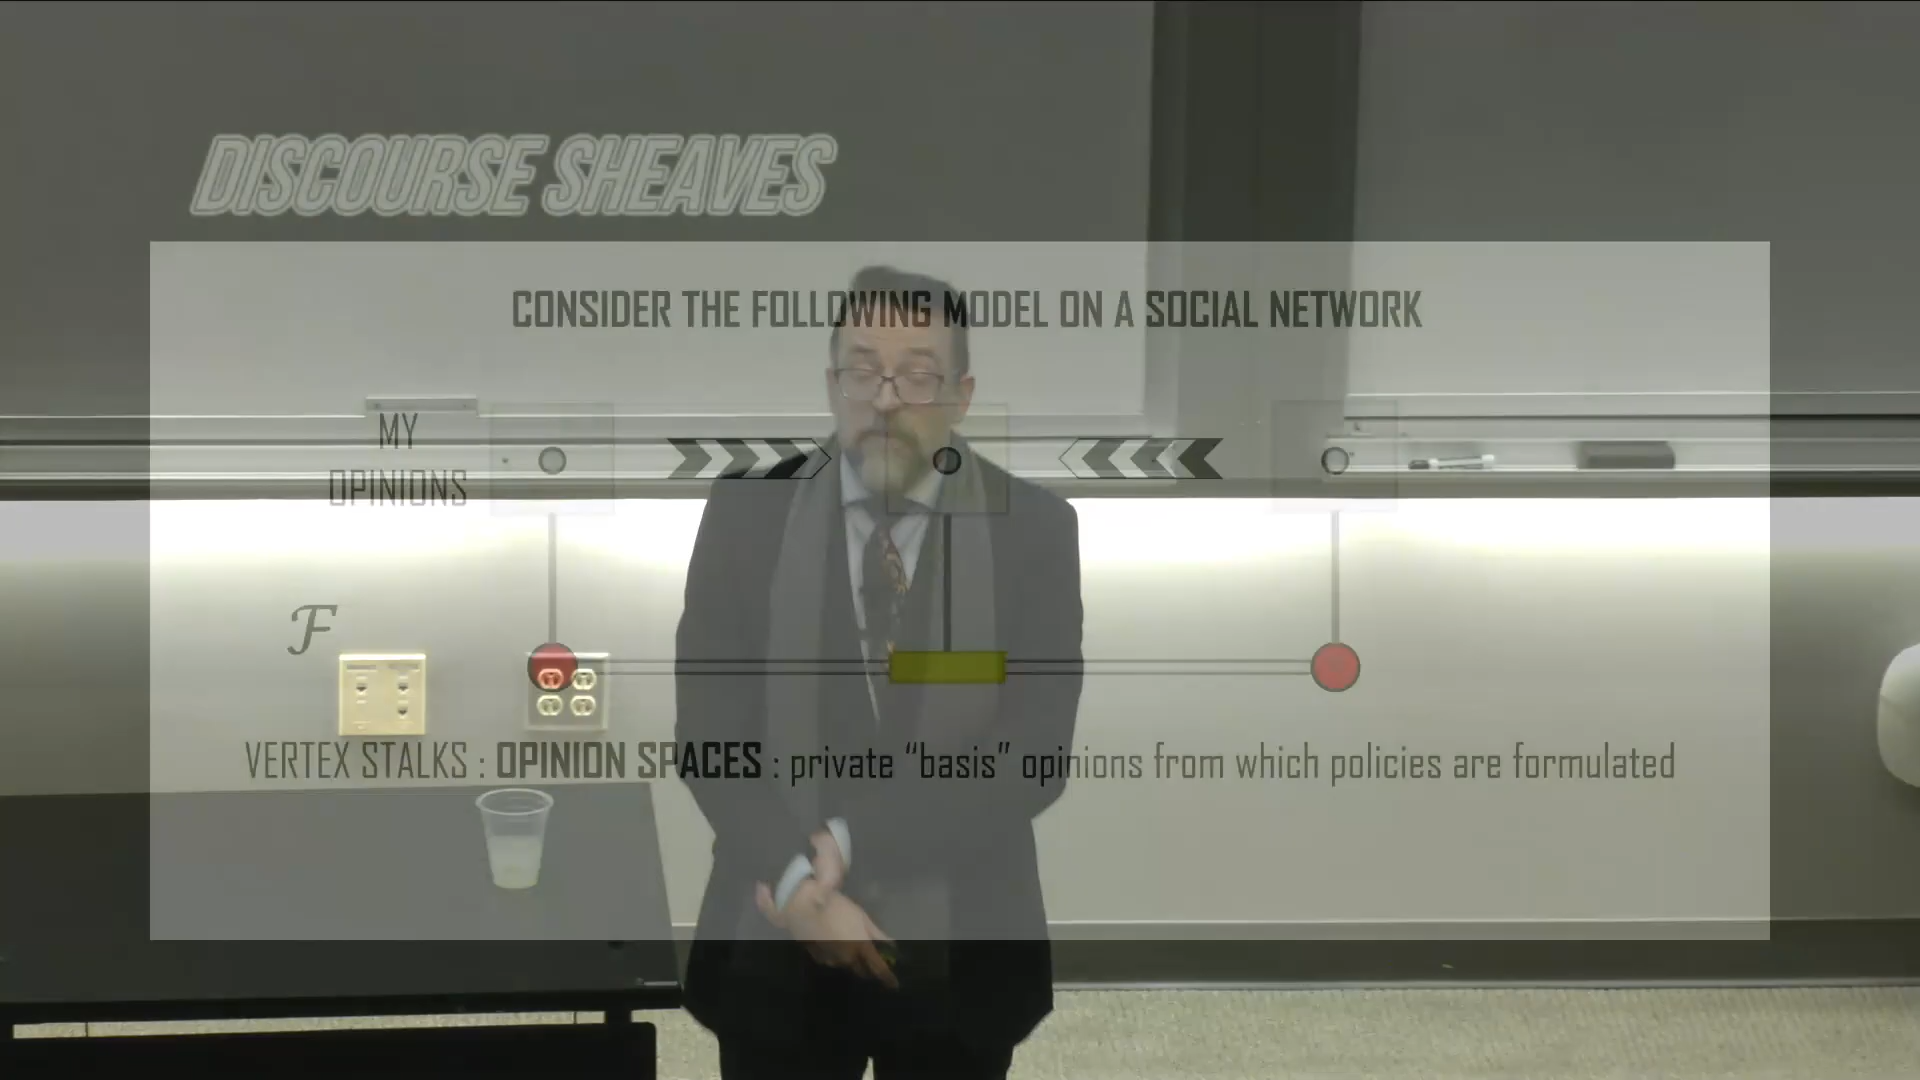 DISCOURSE SHEAVES
CONSIDER THE FOLLOWING MODEL ON A SOCIAL NETWORK
MY
OPINIONS
ℱ
VERTEX STALKS : OPINION SPACES : private “basis” opinions from which policies are formulated